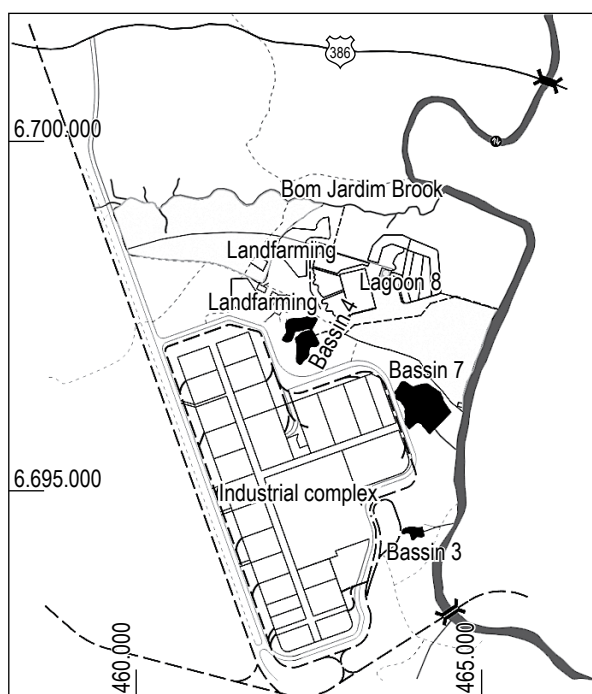 386
6.700.000
Bom Jardim Brook
Landfarming
Lagoon 8
Landfarming
Bassin 4
Bassin 7
6.695.000
Industrial complex
Bassin 3
460.000
465.000